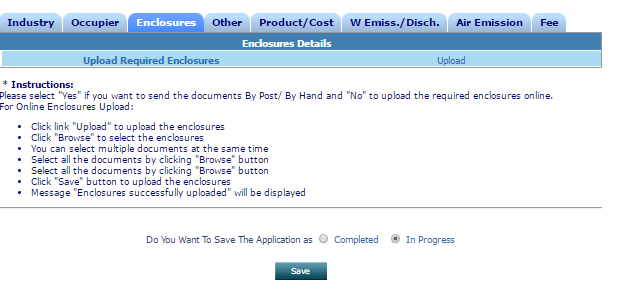 Industry Occupier Enclosures Other Product/Cost W Emiss./Disch. Air Emission Fee
Enclosures Details
Upload Required Enclosures Upload
* Instructions:
Please select "Yes" if you want to send the documents By Post/ By Hand and "No" to upload the required enclosures online.
For Online Enclosures Upload:
• Click link "Upload" to upload the enclosures
• Click "Browse" to select the enclosures
• You can select multiple documents at the same time
• Select all the documents by clicking "Browse" button
• Select all the documents by clicking "Browse" button
• Click "Save" button to upload the enclosures
• Message "Enclosures successfully uploaded" will be displayed
Do You Want To Save The Application as Completed In Progress
Save